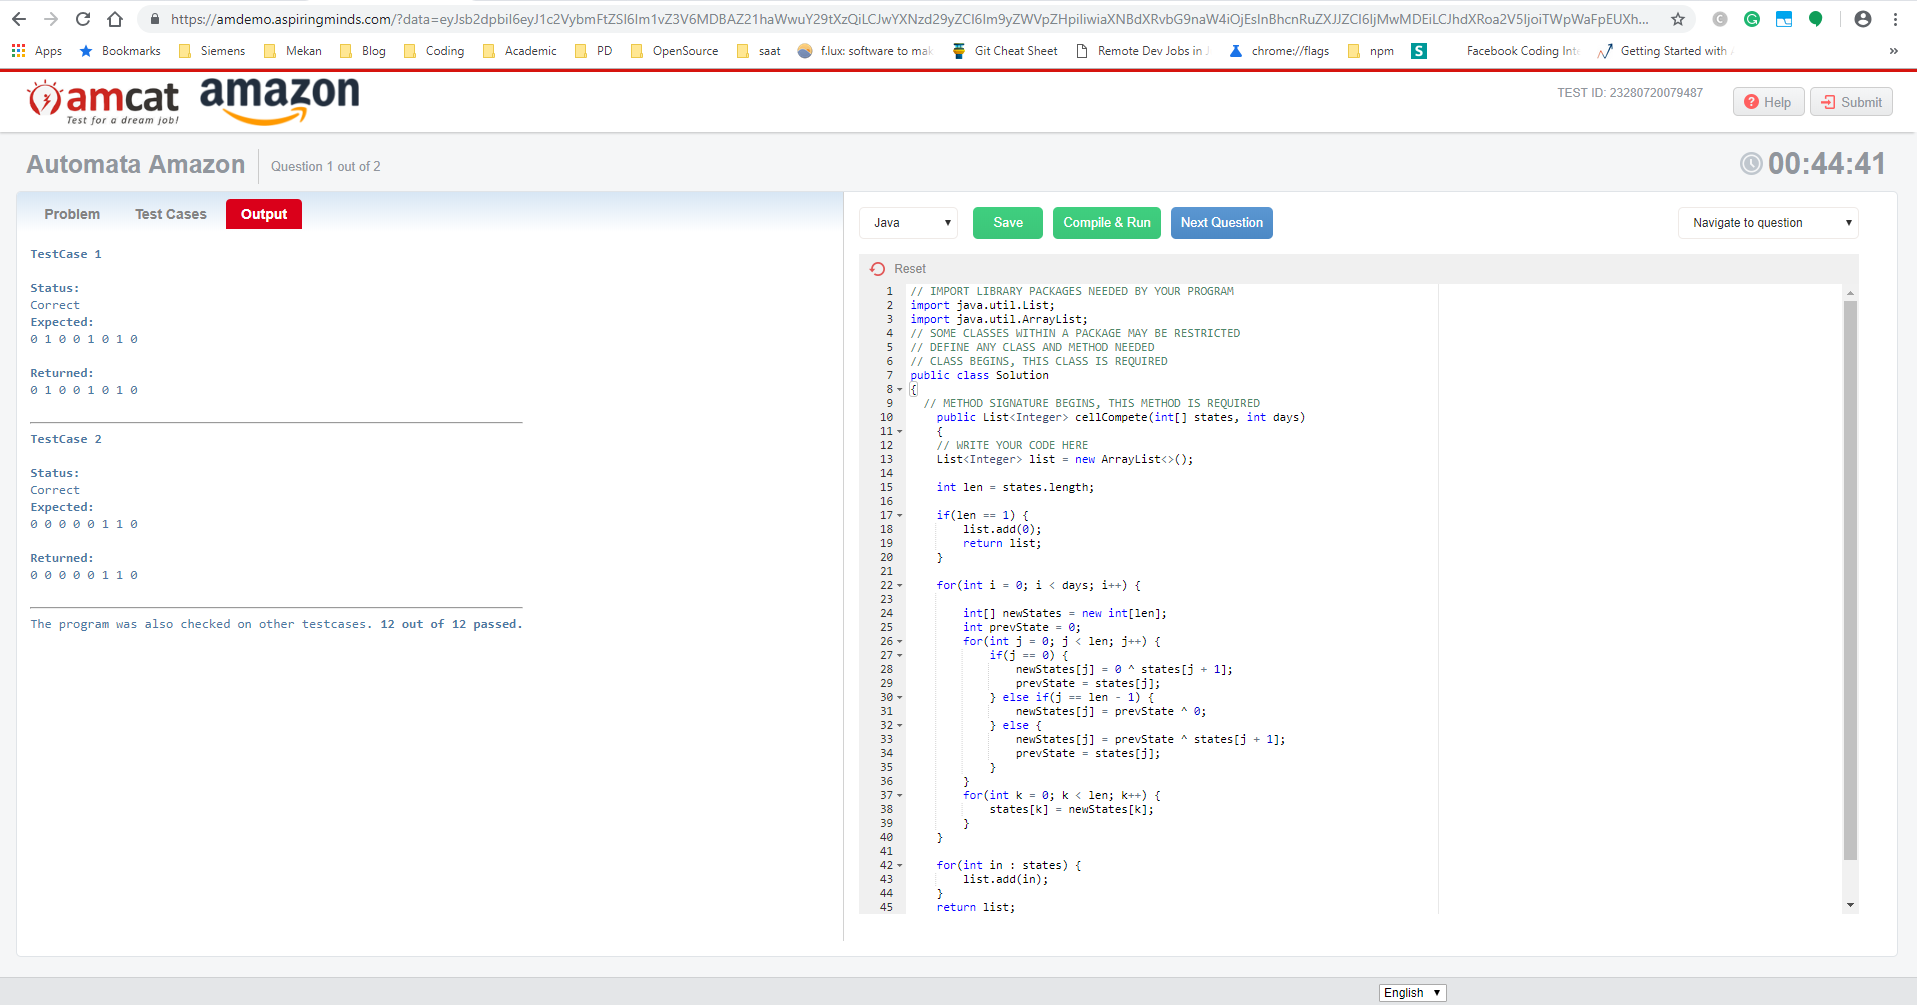 https://amdemo.aspiringminds.com/?data=
Apps Bookmarks Siemens Mekan Blog Coding Academic PD OpenSource saat f.lux: software to mak Git Cheat Sheet Remote Dev Jobs in chrome://flags npm S Facebook Coding Int Getting Started with »
amcat
Test for a dream job!
amazon
TEST ID: 23280720079487
Help
Submit
Automata Amazon
Question 1 out of 2
00:44:41
Problem Test Cases Output
TestCase 1
Status:
Correct
Expected:
0 1 0 0 1 0 1 0
Returned:
0 1 0 0 1 0 1 0
TestCase 2
Status:
Correct
Expected:
0 0 0 0 0 1 1 0
Returned:
0 0 0 0 0 1 1 0
The program was also checked on other testcases. 12 out of 12 passed.
Java Save Compile & Run Next Question Navigate to question
Reset
1 // IMPORT LIBRARY PACKAGES NEEDED BY YOUR PROGRAM
2 import java.util.List;
3 import java.util.ArrayList;
4 // SOME CLASSES WITHIN A PACKAGE MAY BE RESTRICTED
5 // DEFINE ANY CLASS AND METHOD NEEDED
6 // CLASS BEGINS, THIS CLASS IS REQUIRED
7 public class Solution
8 {
9 // METHOD SIGNATURE BEGINS, THIS METHOD IS REQUIRED
10 public List<Integer> cellCompete(int[] states, int days)
11 {
12 // WRITE YOUR CODE HERE
13 List<Integer> list = new ArrayList<>();
14
15 int len = states.length;
16
17 if(len == 1) {
18 list.add(0);
19 return list;
20 }
21
22 for(int i = 0; i < days; i++) {
23
24 int[] newStates = new int[len];
25 int prevState = 0;
26 for(int j = 0; j < len; j++) {
27 if(j == 0) {
28 newStates[j] = 0 ^ states[j + 1];
29 prevState = states[j];
30 } else if(j == len - 1) {
31 newStates[j] = prevState ^ 0;
32 } else {
33 newStates[j] = prevState ^ states[j + 1];
34 prevState = states[j];
35 }
36 }
37 for(int k = 0; k < len; k++) {
38 states[k] = newStates[k];
39 }
40 }
41
42 for(int in : states) {
43 list.add(in);
44 }
45 return list;
English